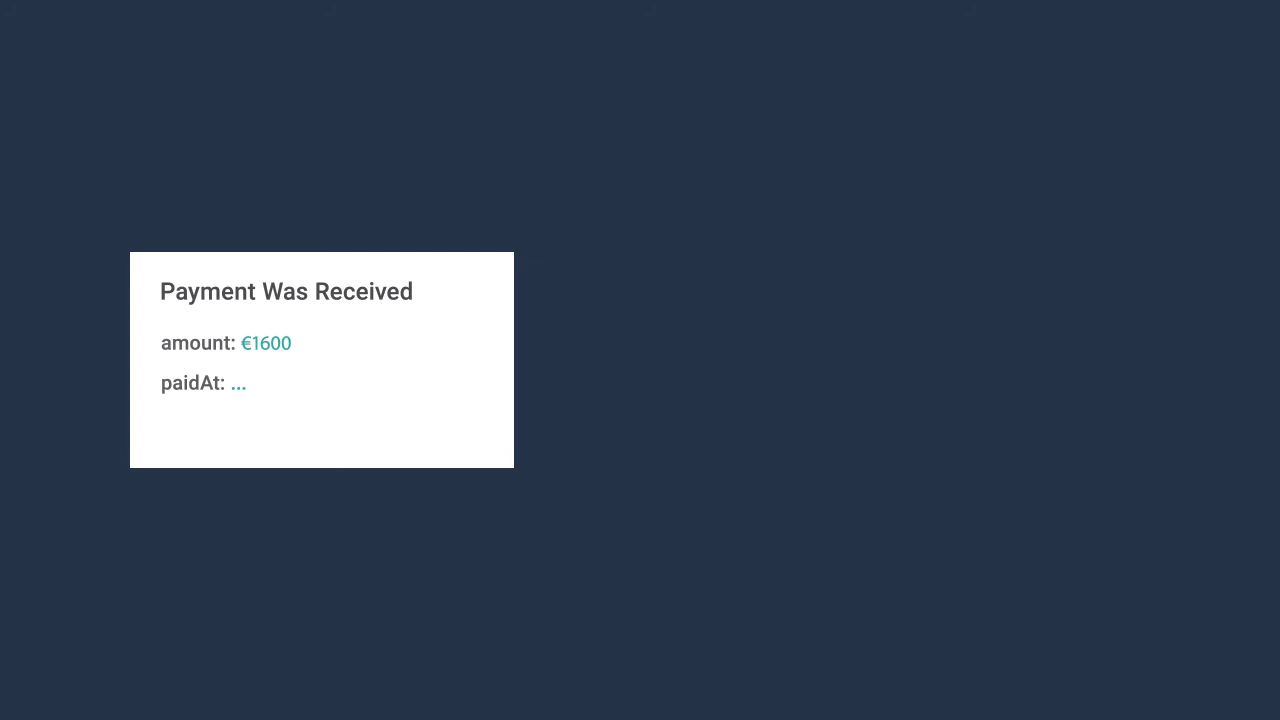 Payment Was Received
amount: €1600
paidAt: ...